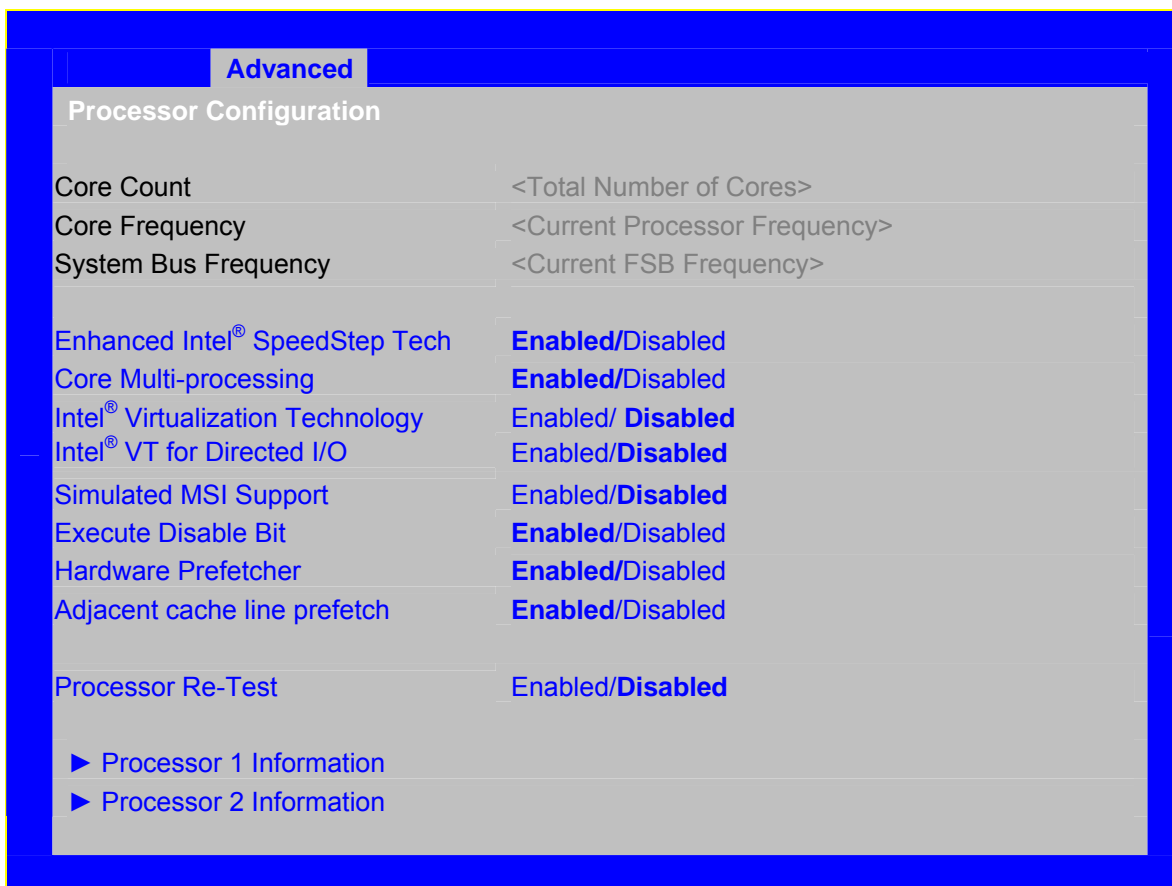 Advanced
Processor Configuration
Core Count <Total Number of Cores>
Core Frequency <Current Processor Frequency>
System Bus Frequency <Current FSB Frequency>
Enhanced Intel® SpeedStep Tech Enabled/Disabled
Core Multi-processing Enabled/Disabled
Intel® Virtualization Technology Enabled/ Disabled
Intel® VT for Directed I/O Enabled/Disabled
Simulated MSI Support Enabled/Disabled
Execute Disable Bit Enabled/Disabled
Hardware Prefetcher Enabled/Disabled
Adjacent cache line prefetch Enabled/Disabled
Processor Re-Test Enabled/Disabled
► Processor 1 Information
► Processor 2 Information